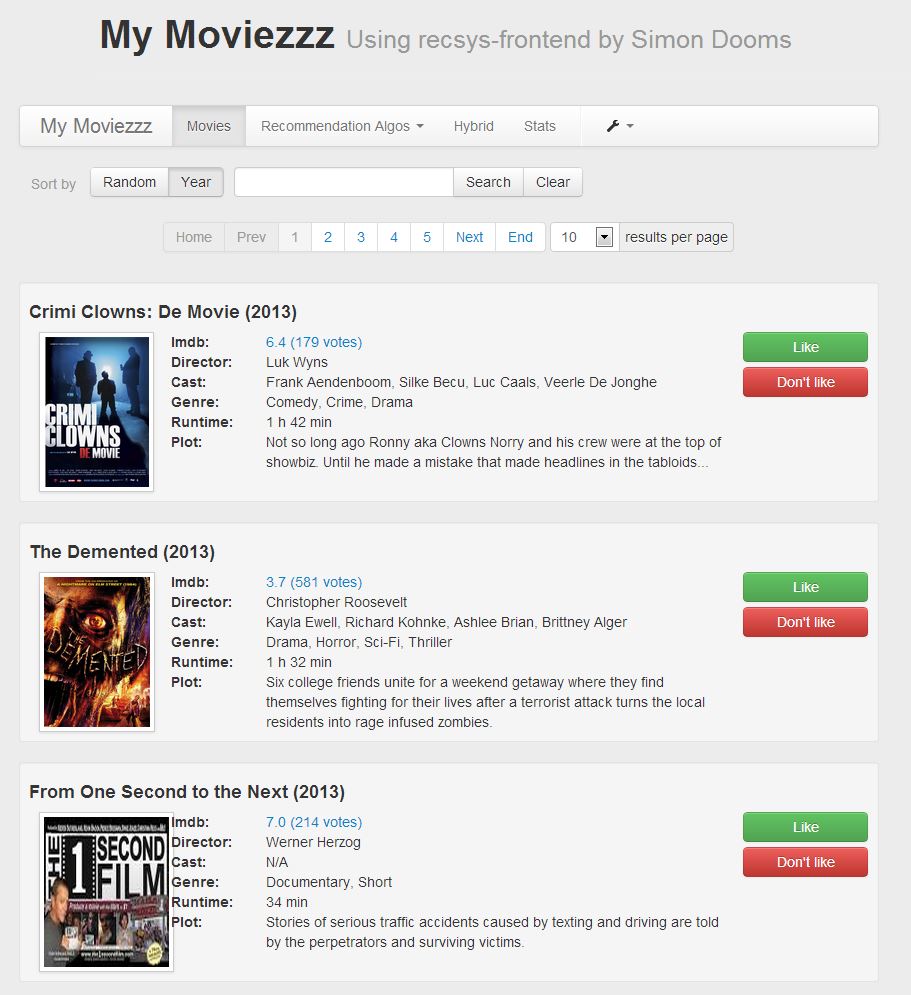 My Moviezzz Using recsys-frontend by Simon Dooms
My Moviezzz Movies Recommendation Algos Hybrid Stats
Sort by Random Year Search Clear
Home Prev 1 2 3 4 5 Next End 10 results per page
Crimi Clowns: De Movie (2013)
CRIMI
CLOWNS
DE MOVIE
Imdb: 6.4 (179 votes)
Director: Luk Wyns
Cast: Frank Aendenboom, Silke Becu, Luc Caals, Veerle De Jonghe
Genre: Comedy, Crime, Drama
Runtime: 1 h 42 min
Plot: Not so long ago Ronny aka Clowns Norry and his crew were at the top of
showbiz. Until he made a mistake that made headlines in the tabloids...
Like
Don't like
The Demented (2013)
A NIGHTMARE ON ELM STREET (1984)
THE
DEMENTED
Imdb: 3.7 (581 votes)
Director: Christopher Roosevelt
Cast: Kayla Ewell, Richard Kohnke, Ashlee Brian, Brittney Alger
Genre: Drama, Horror, Sci-Fi, Thriller
Runtime: 1 h 32 min
Plot: Six college friends unite for a weekend getaway where they find
themselves fighting for their lives after a terrorist attack turns the local
residents into rage infused zombies.
Like
Don't like
From One Second to the Next (2013)
THE 1 SECOND
FILM
Imdb: 7.0 (214 votes)
Director: Werner Herzog
Cast: N/A
Genre: Documentary, Short
Runtime: 34 min
Plot: Stories of serious traffic accidents caused by texting and driving are told
by the perpetrators and surviving victims.
Like
Don't like